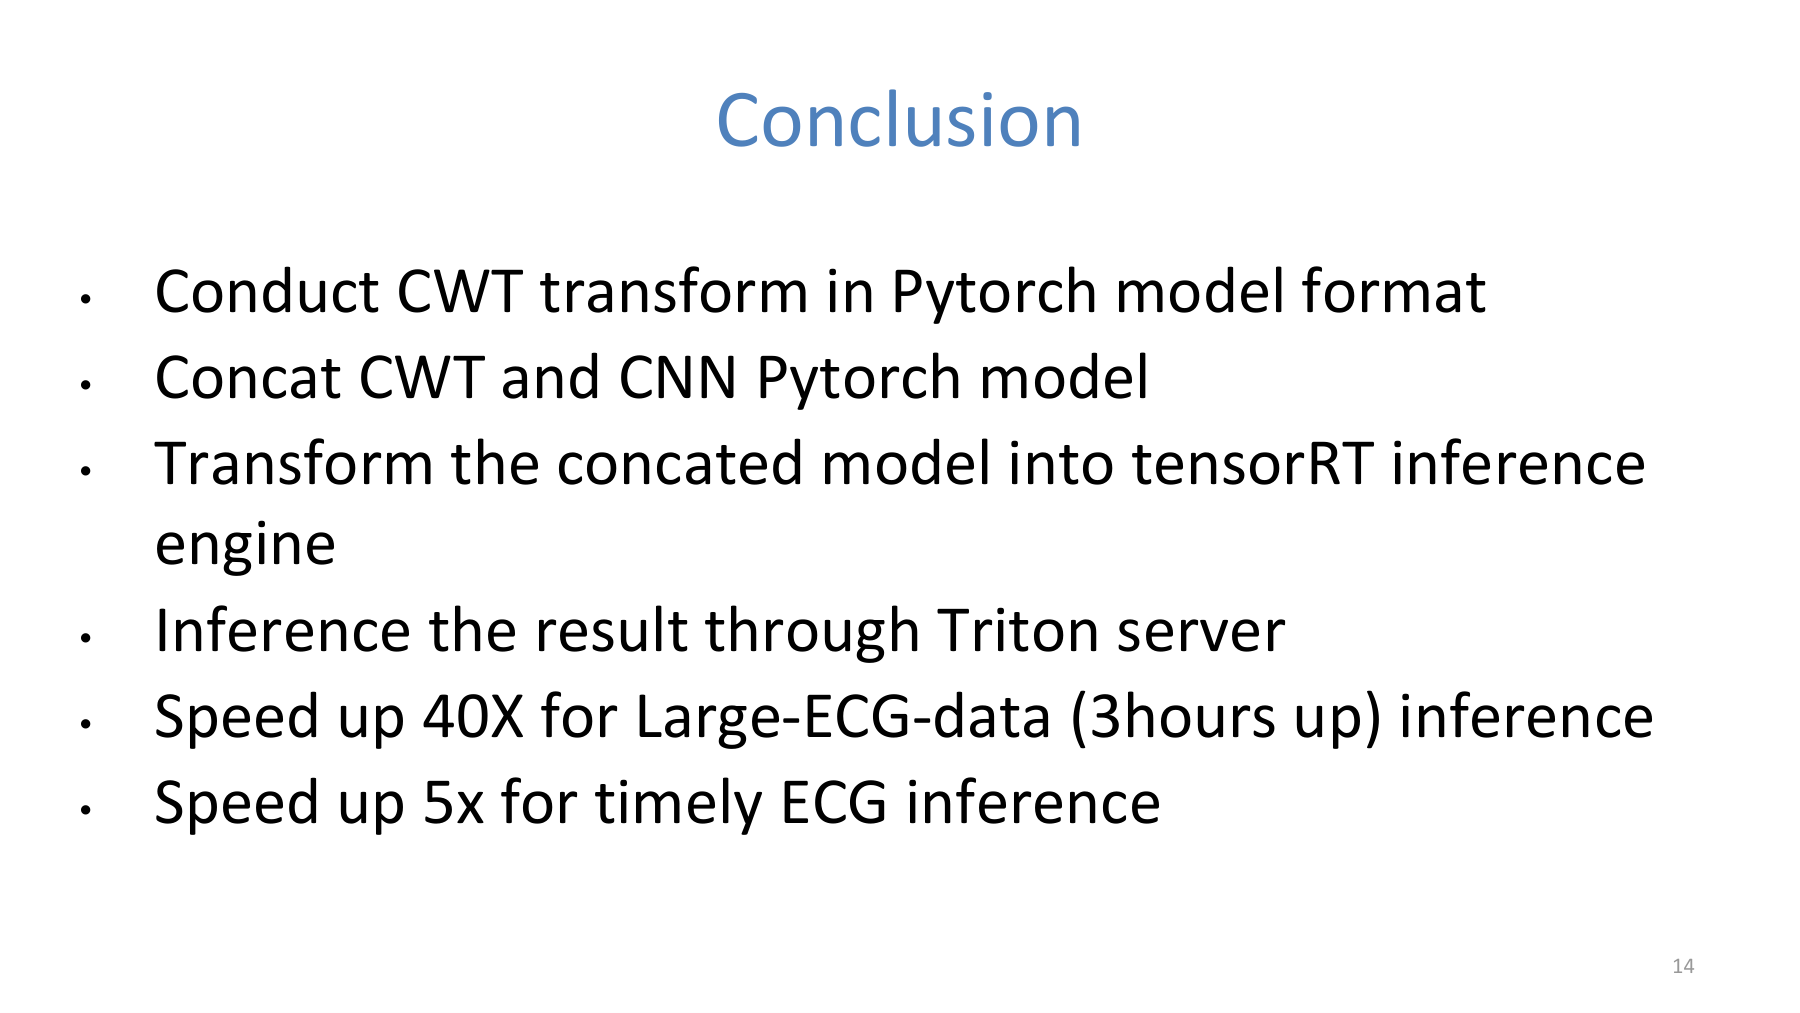 Conclusion
• Conduct CWT transform in Pytorch model format
• Concat CWT and CNN Pytorch model
• Transform the concated model into tensorRT inference
engine
• Inference the result through Triton server
• Speed up 40X for Large-ECG-data (3hours up) inference
• Speed up 5x for timely ECG inference
14